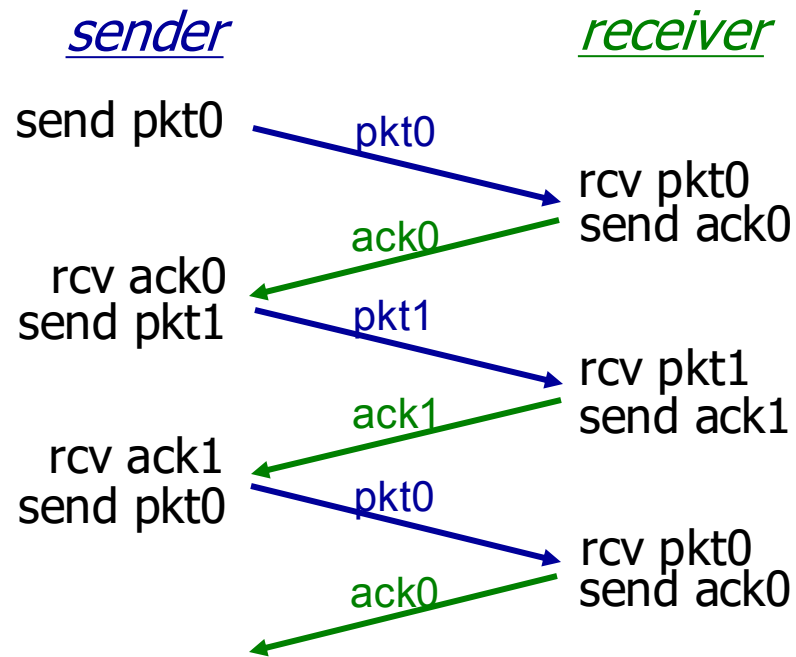 sender
receiver
send pkt0
pkt0
rcv pkt0
send ack0
ack0
rcv ack0
send pkt1
pkt1
rcv pkt1
send ack1
ack1
rcv ack1
send pkt0
pkt0
rcv pkt0
send ack0
ack0